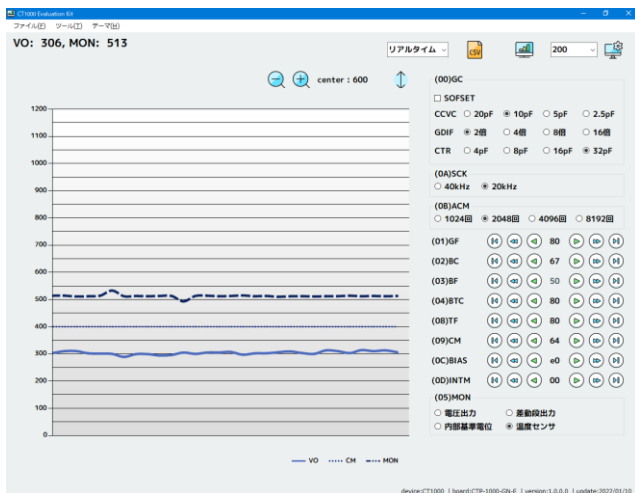 CT1000 Evaluation Kit
ファイル(F) ツール(T) テーマ(H)
VO: 306, MON: 513
リアルタイム
CSV
200
center : 600
1200
1100
1000
900
800
700
600
500
400
300
200
100
0
VO CM MON
(00)GC
SOFSET
CCVC 20pF 10pF 5pF 2.5pF
GDIF 2倍 4倍 8倍 16倍
CTR 4pF 8pF 16pF 32pF
(0A)SCK
40kHz 20kHz
(0B)ACM
1024回 2048回 4096回 8192回
(01)GF 80
(02)BC 67
(03)BF 50
(04)BTC 80
(08)TF 80
(09)CM 64
(0C)BIAS e0
(0D)INTM 00
(05)MON
電圧出力 差動段出力
内部基準電位 温度センサ
device:CT1000 | board:CTP-1000-GN-E | version:1.0.0.0 | update:2022/01/10